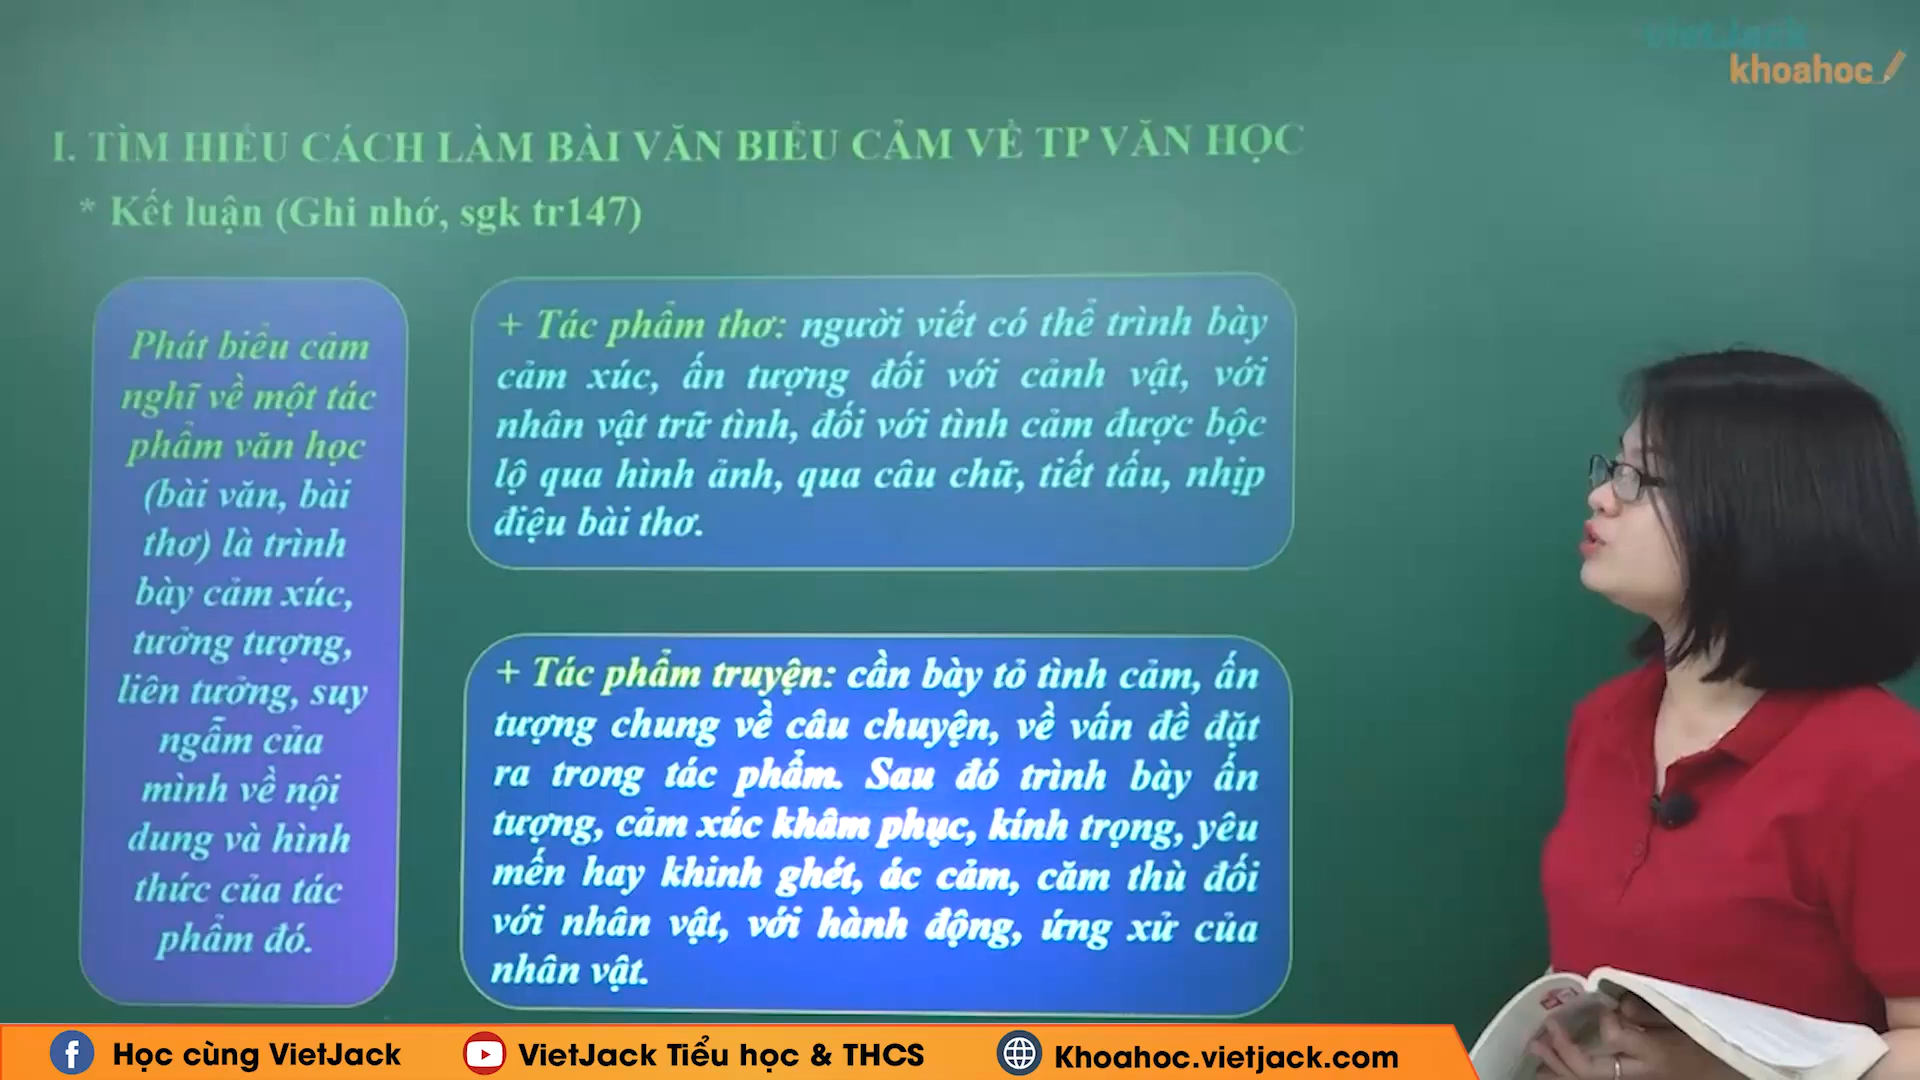 vietJack
khoahoc
I. TÌM HIỂU CÁCH LÀM BÀI VĂN BIỂU CẢM VỀ TP VĂN HỌC
* Kết luận (Ghi nhớ, sgk tr147)
Phát biểu cảm
nghĩ về một tác
phẩm văn học
(bài văn, bài
thơ) là trình
bày cảm xúc,
tưởng tượng,
liên tưởng, suy
ngẫm của
mình về nội
dung và hình
thức của tác
phẩm đó.
+ Tác phẩm thơ: người viết có thể trình bày
cảm xúc, ấn tượng đối với cảnh vật, với
nhân vật trữ tình, đối với tình cảm được bộc
lộ qua hình ảnh, qua câu chữ, tiết tấu, nhịp
điệu bài thơ.
+ Tác phẩm truyện: cần bày tỏ tình cảm, ấn
tượng chung về câu chuyện, về vấn đề đặt
ra trong tác phẩm. Sau đó trình bày ấn
tượng, cảm xúc khâm phục, kính trọng, yêu
mến hay khinh ghét, ác cảm, căm thù đối
với nhân vật, với hành động, ứng xử của
nhân vật.
Học cùng VietJack
VietJack Tiểu học & THCS
Khoahoc.vietjack.com